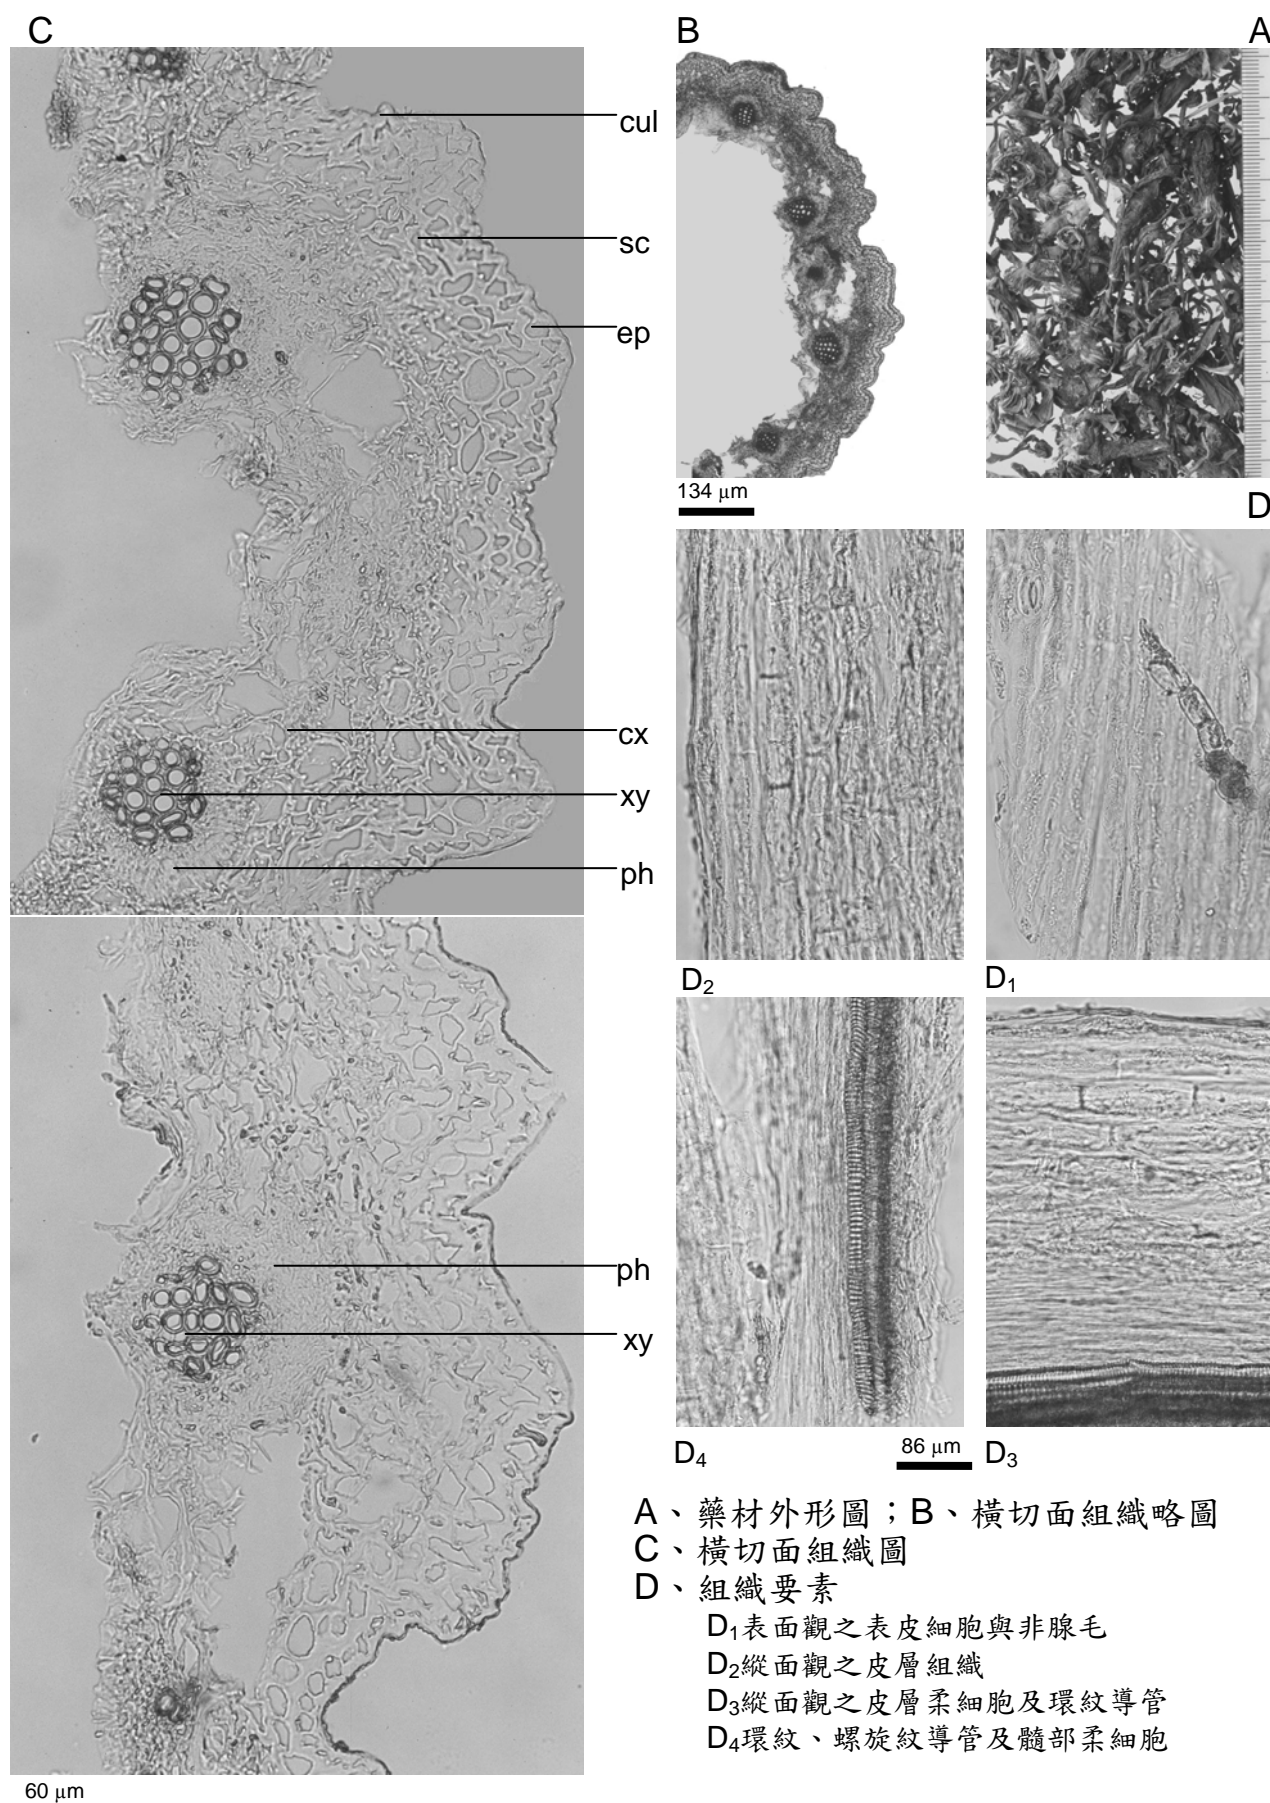 C
B
A
cul
sc
ep
134 μm
D
cx
xy
ph
D2
D1
ph
xy
D4
86 μm
D3
A、藥材外形圖；B、橫切面組織略圖
C、橫切面組織圖
D、組織要素
D1表面觀之表皮細胞與非腺毛
D2縱面觀之皮層組織
D3縱面觀之皮層柔細胞及環紋導管
D4環紋、螺旋紋導管及髓部柔細胞
60 μm